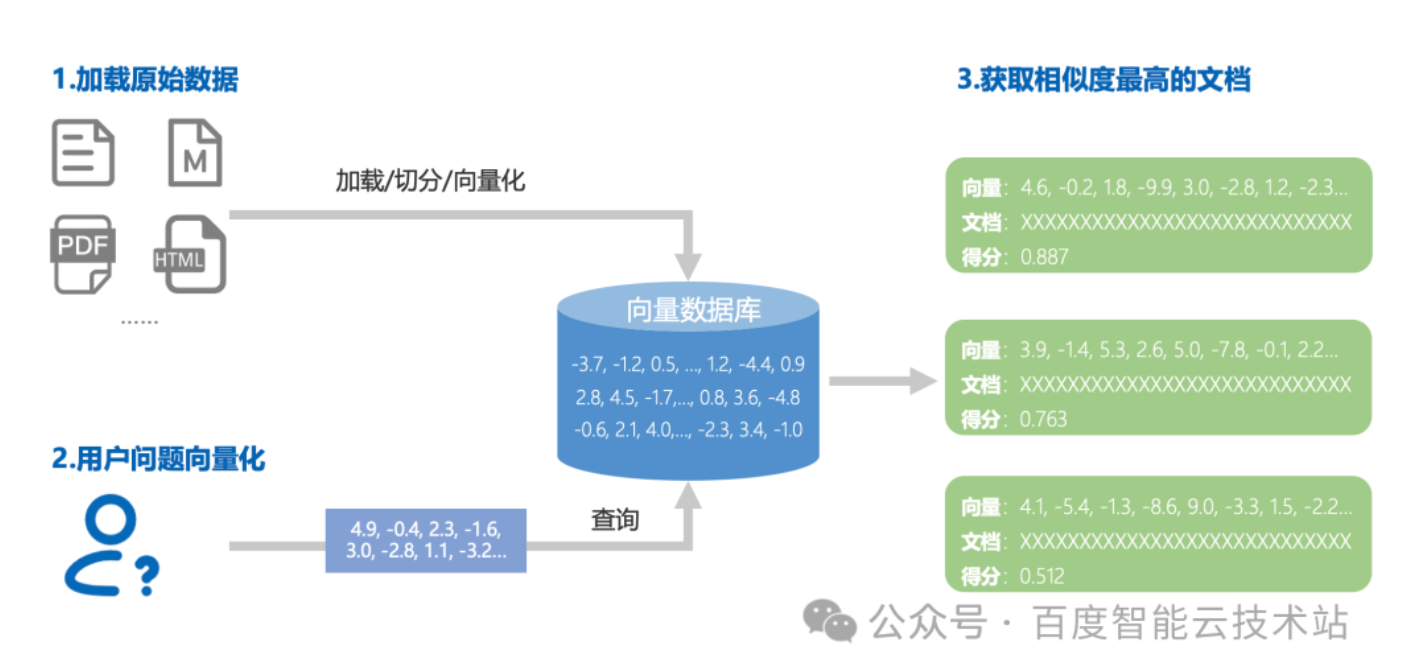 1.加载原始数据
M
PDF
HTML
......
加载/切分/向量化
2.用户问题向量化
?
4.9, -0.4, 2.3, -1.6,
3.0, -2.8, 1.1, -3.2...
查询
向量数据库
-3.7, -1.2, 0.5, ..., 1.2, -4.4, 0.9
2.8, 4.5, -1.7,..., 0.8, 3.6, -4.8
-0.6, 2.1, 4.0,..., -2.3, 3.4, -1.0
3.获取相似度最高的文档
向量：4.6, -0.2, 1.8, -9.9, 3.0, -2.8, 1.2, -2.3...
文档：XXXXXXXXXXXXXXXXXXXXXXXXXXXX
得分：0.887
向量：3.9, -1.4, 5.3, 2.6, 5.0, -7.8, -0.1, 2.2...
文档：XXXXXXXXXXXXXXXXXXXXXXXXXXXX
得分：0.763
向量：4.1, -5.4, -1.3, -8.6, 9.0, -3.3, 1.5, -2.2...
文档：XXXXXXXXXXXXXXXXXXXXXXXXXXXX
得分：0.512
公众号 · 百度智能云技术站